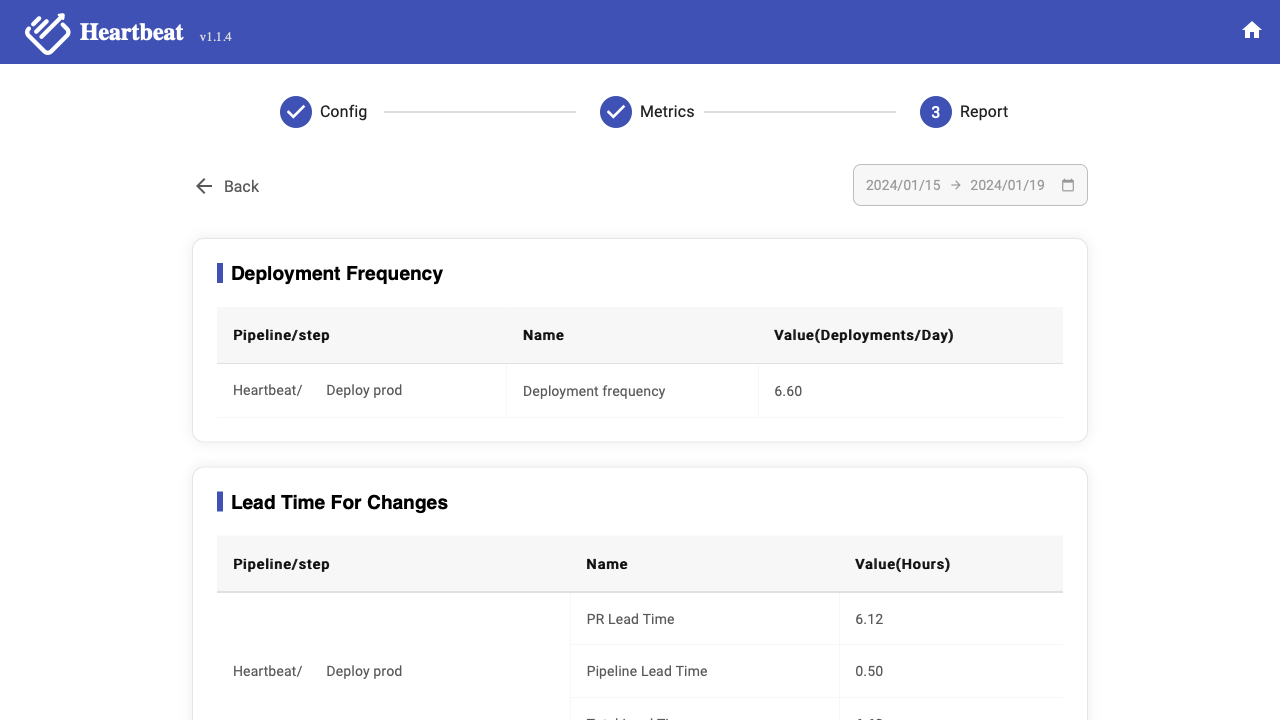 Heartbeat v1.1.4
Config Metrics 3 Report
Back 2024/01/15 → 2024/01/19
Deployment Frequency
Pipeline/step Name Value(Deployments/Day)
Heartbeat/ Deploy prod Deployment frequency 6.60
Lead Time For Changes
Pipeline/step Name Value(Hours)
PR Lead Time 6.12
Heartbeat/ Deploy prod Pipeline Lead Time 0.50